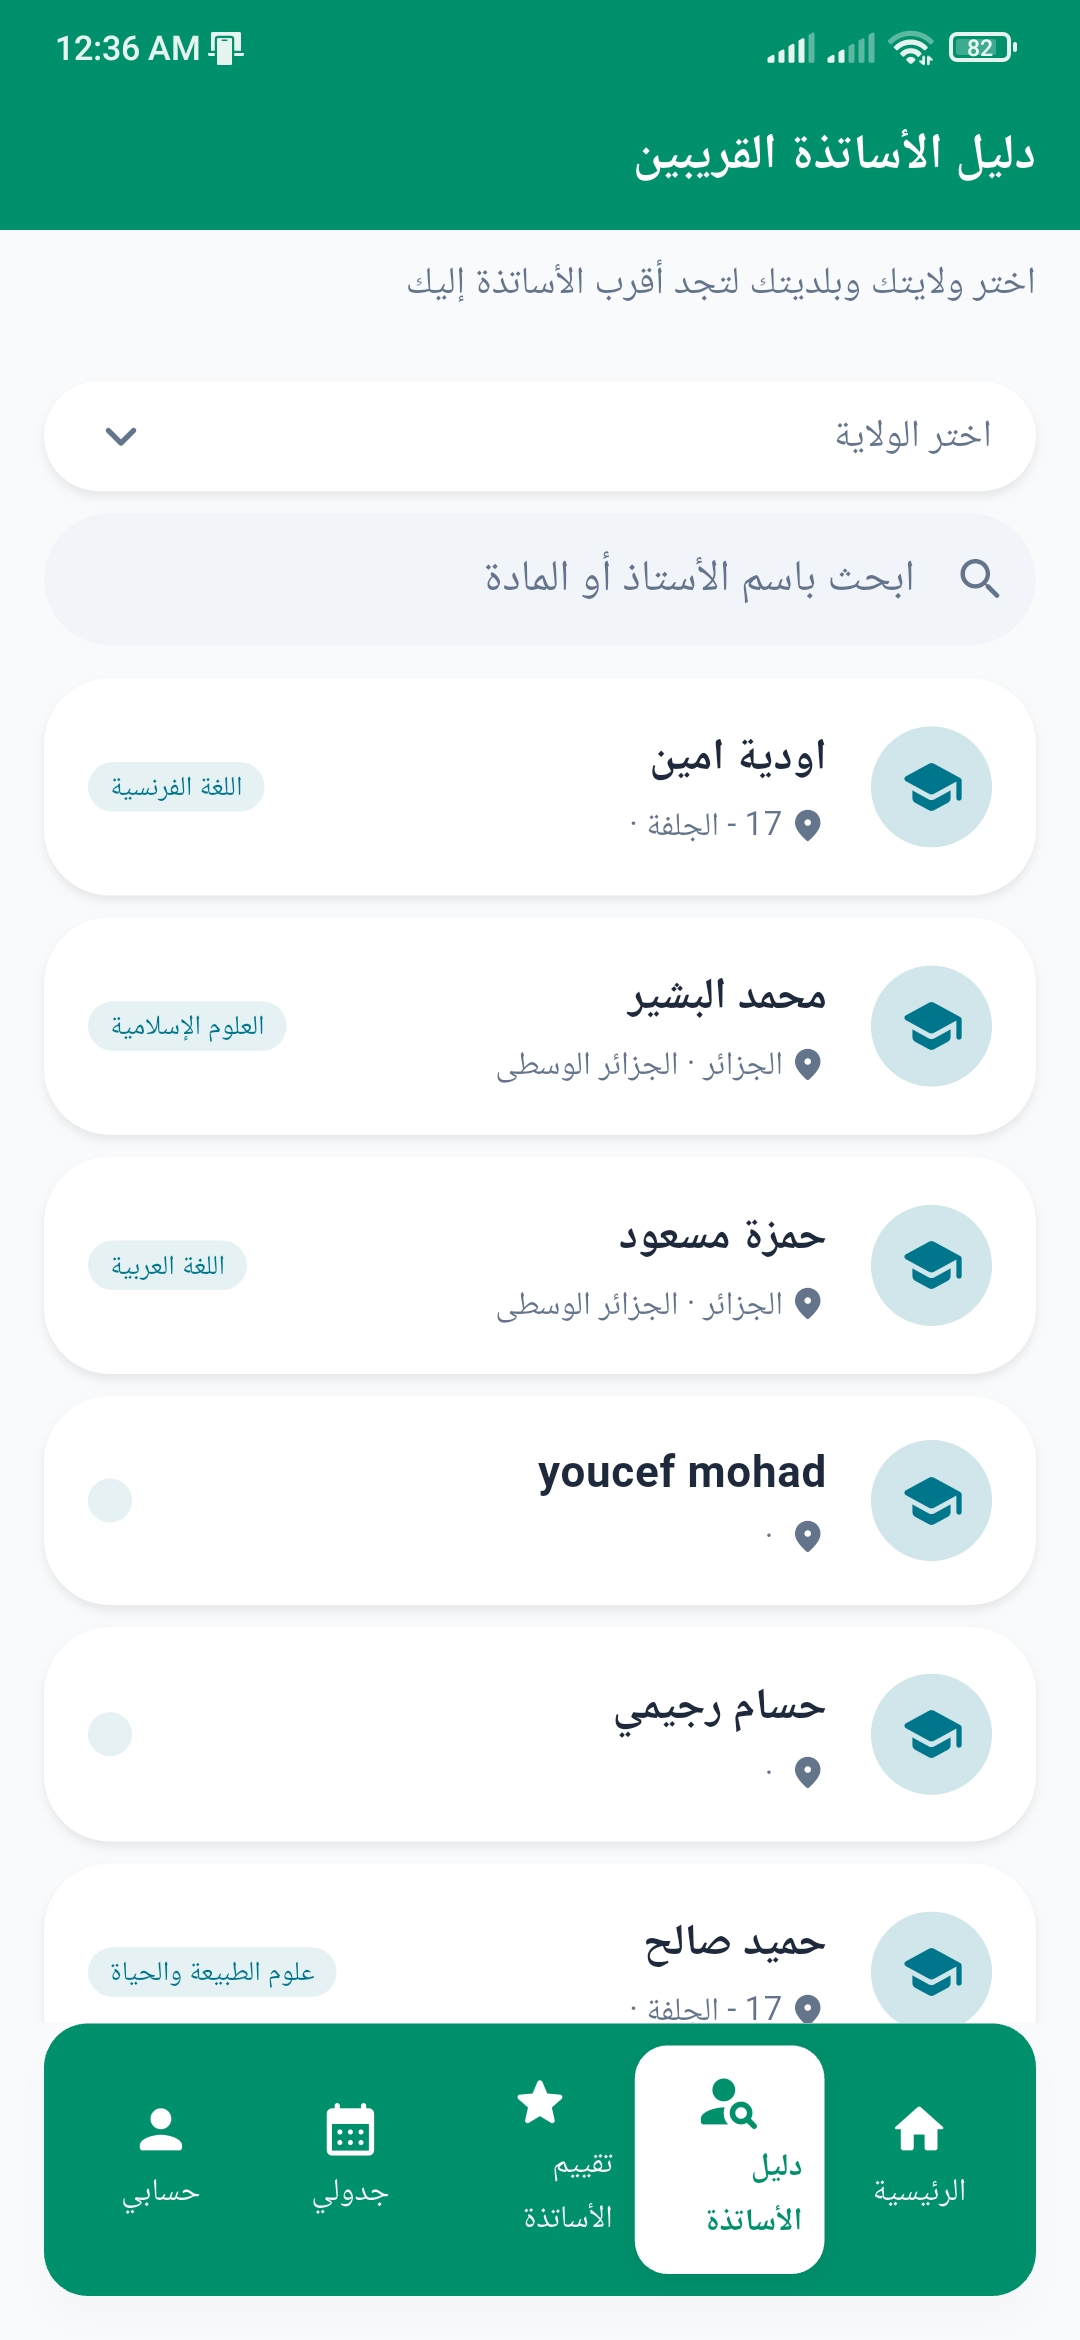 12:36 AM
82
دليل الأساتذة القريبين
اختر ولايتك وبلديتك لتجد أقرب الأساتذة إليك
اختر الولاية
ابحث باسم الأستاذ أو المادة
اودية امين
17 - الجلفة ·
اللغة الفرنسية
محمد البشير
الجزائر · الجزائر الوسطى
العلوم الإسلامية
حمزة مسعود
الجزائر · الجزائر الوسطى
اللغة العربية
youcef mohad
·
حسام رجيمي
·
حميد صالح
17 - الجلفة ·
علوم الطبيعة والحياة
الرئيسية
دليل
الأساتذة
تقييم
الأساتذة
جدولي
حسابي